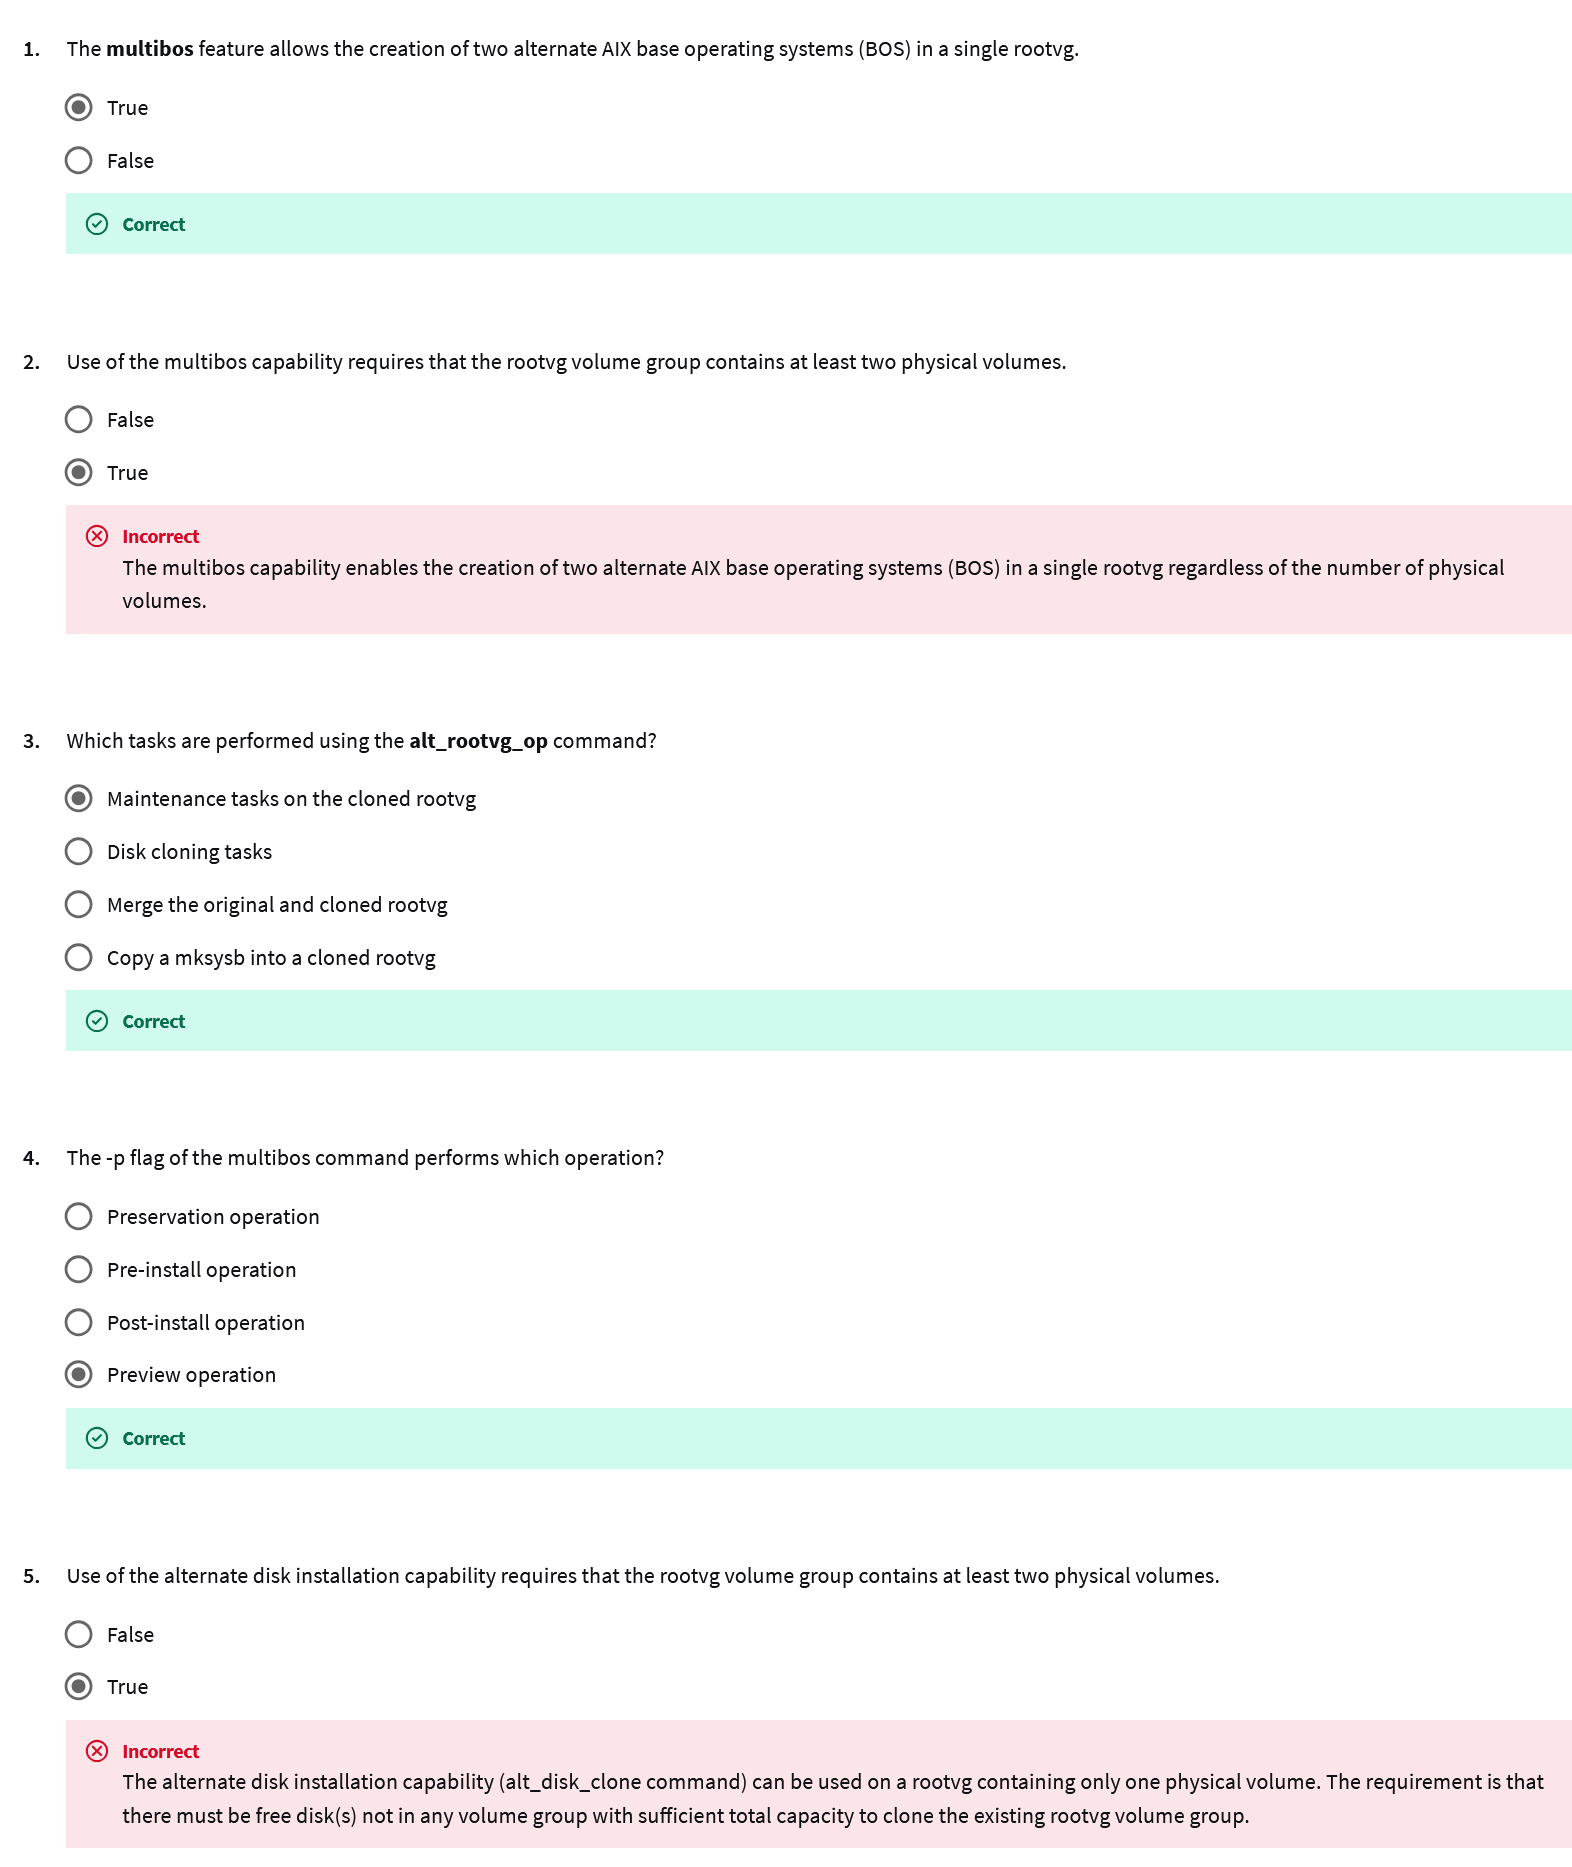 1. The multibos feature allows the creation of two alternate AIX base operating systems (BOS) in a single rootvg.
True
False
Correct
2. Use of the multibos capability requires that the rootvg volume group contains at least two physical volumes.
False
True
Incorrect
The multibos capability enables the creation of two alternate AIX base operating systems (BOS) in a single rootvg regardless of the number of physical
volumes.
3. Which tasks are performed using the alt_rootvg_op command?
Maintenance tasks on the cloned rootvg
Disk cloning tasks
Merge the original and cloned rootvg
Copy a mksysb into a cloned rootvg
Correct
4. The -p flag of the multibos command performs which operation?
Preservation operation
Pre-install operation
Post-install operation
Preview operation
Correct
5. Use of the alternate disk installation capability requires that the rootvg volume group contains at least two physical volumes.
False
True
Incorrect
The alternate disk installation capability (alt_disk_clone command) can be used on a rootvg containing only one physical volume. The requirement is that
there must be free disk(s) not in any volume group with sufficient total capacity to clone the existing rootvg volume group.